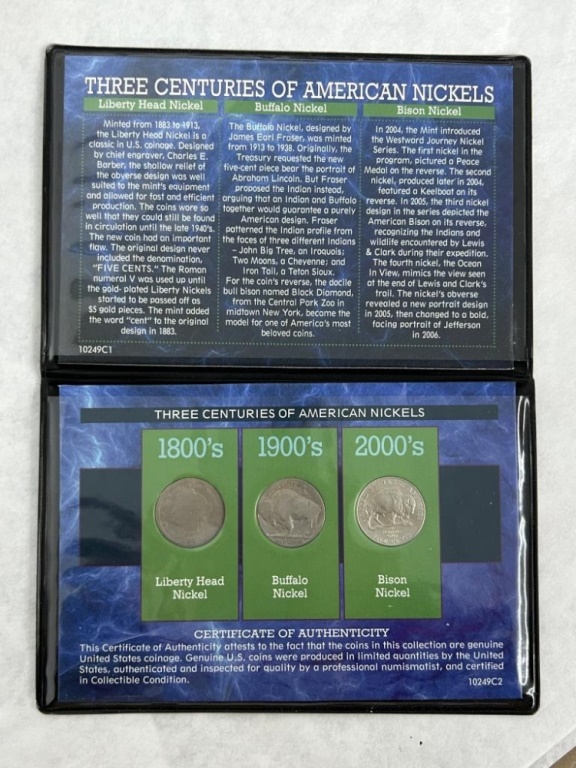 THREE CENTURIES OF AMERICAN NICKELS
Liberty Head Nickel
Minted from 1883 to 1913,
the Liberty Head Nickel is a
classic in U.S. coinage. Designed
by chief engraver, Charles E.
Barber, the shallow relief of
the obverse design was well
suited to the mint's equipment
and allowed for fast and efficient
production. The coins wore so
well that they could still be found
in circulation until the late 1940's.
The new coin had an important
flaw. The original design never
included the denomination,
"FIVE CENTS." The Roman
numeral V was used up until
the gold- plated Liberty Nickels
started to be passed off as
$5 gold pieces. The mint added
the word "cent" to the original
design in 1883.
10249C1
Buffalo Nickel
The Buffalo Nickel, designed by
James Earl Fraser, was minted
from 1913 to 1938. Originally, the
Treasury requested the new
five-cent piece bear the portrait of
Abraham Lincoln. But Fraser
proposed the Indian instead,
arguing that an Indian and Buffalo
together would guarantee a purely
American design. Fraser
patterned the Indian profile from
the faces of three different Indians
– John Big Tree, an Iroquais;
Two Moons, a Cheyenne; and
Iron Tail, a Teton Sioux.
For the coin's reverse, the docile
bull bison named Black Diamond,
from the Central Park Zoo in
midtown New York, became the
model for one of America's most
beloved coins.
Bison Nickel
In 2004, the Mint introduced
the Westward Journey Nickel
Series. The first nickel in the
program, pictured a Peace
Medal on the reverse. The second
nickel, produced later in 2004,
featured a Keelboat on its
reverse. In 2005, the third nickel
design in the series depicted the
American Bison on its reverse,
recognizing the Indians and
wildlife encountered by Lewis
& Clark during their expedition.
The fourth nickel, the Ocean
In View, mimics the view seen
at the end of Lewis and Clark's
trail. The nickel's obverse
revealed a new portrait design
in 2005, then changed to a bold,
facing portrait of Jefferson
in 2006.
THREE CENTURIES OF AMERICAN NICKELS
1800's
Liberty Head
Nickel
1900's
Buffalo
Nickel
2000's
Bison
Nickel
CERTIFICATE OF AUTHENTICITY
This Certificate of Authenticity attests to the fact that the coins in this collection are genuine
United States coinage. Genuine U.S. coins were produced in limited quantities by the United
States, authenticated and inspected for quality by a professional numismatist, and certified
in Collectible Condition.
10249C2